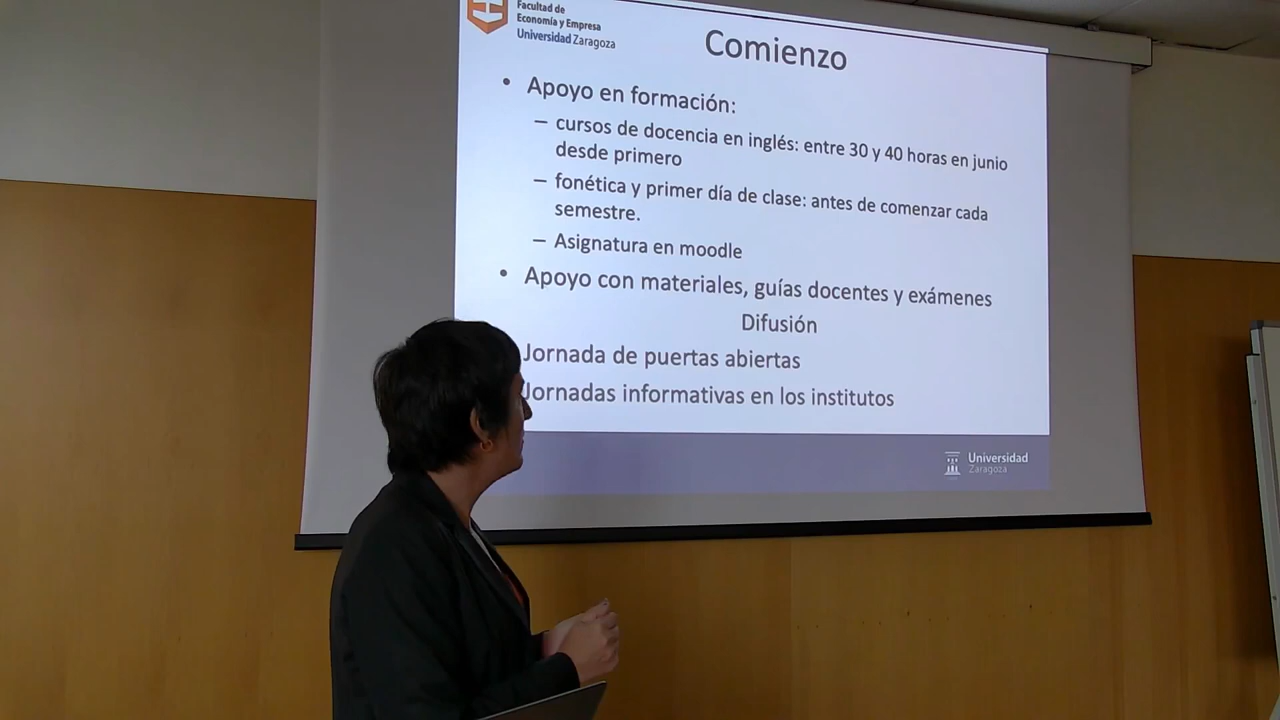 Facultad de
Economía y Empresa
Universidad Zaragoza
Comienzo
• Apoyo en formación:
– cursos de docencia en inglés: entre 30 y 40 horas en junio
desde primero
– fonética y primer día de clase: antes de comenzar cada
semestre.
– Asignatura en moodle
• Apoyo con materiales, guías docentes y exámenes
Difusión
Jornada de puertas abiertas
Jornadas informativas en los institutos
Universidad
Zaragoza